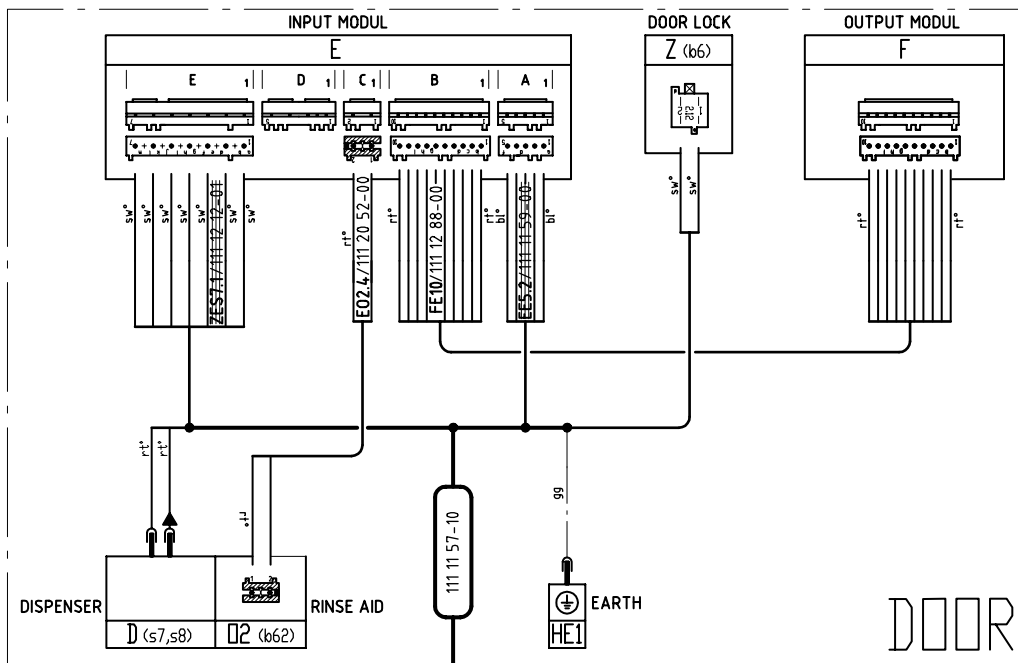 INPUT MODUL
DOOR LOCK
OUTPUT MODUL
E
Z (b6)
F
E 1
D 1
C 1
B 1
A 1
sw°
sw°
sw°
sw°
sw°
ZES7.1/111 12 12-01
sw°
sw°
rt°
E02.4/111 20 52-00
rt°
FE10/111 12 88-00
rt°
bl°
EE5.2/111 11 59-00
bl°
sw°
sw°
rt°
rt°
rt°
rt°
rt°
111 11 57-10
gg
DISPENSER
D (s7,s8)
O2 (b62)
RINSE AID
EARTH
HE1
DOOR